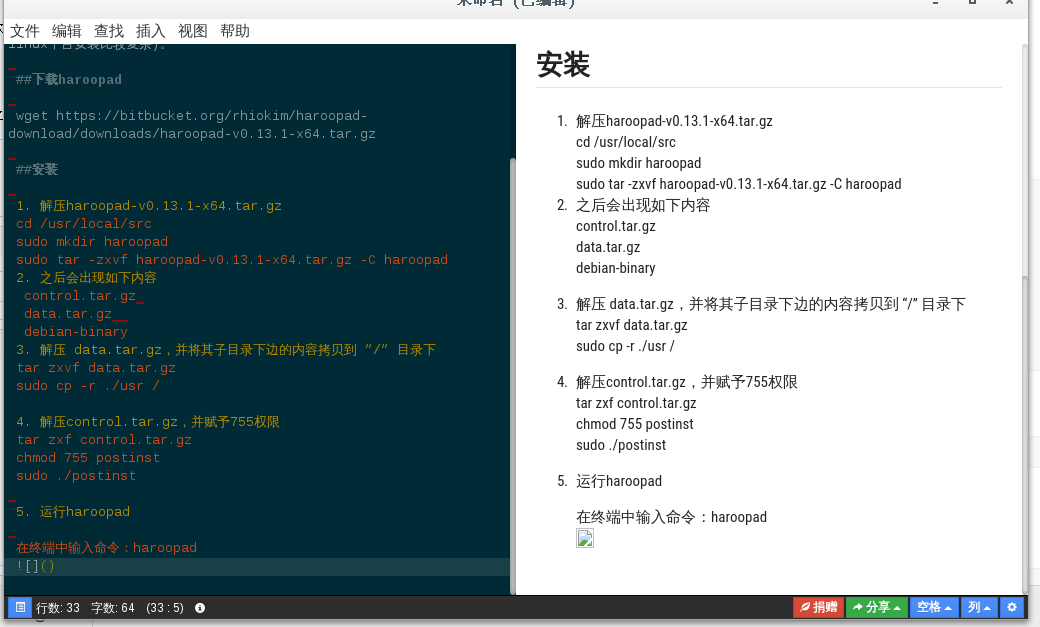 未命名 (已编辑)
文件 编辑 查找 插入 视图 帮助
linux平台安装比较复杂)。
##下载haroopad
wget https://bitbucket.org/rhiokim/haroopad-
download/downloads/haroopad-v0.13.1-x64.tar.gz
##安装
1. 解压haroopad-v0.13.1-x64.tar.gz
cd /usr/local/src
sudo mkdir haroopad
sudo tar -zxvf haroopad-v0.13.1-x64.tar.gz -C haroopad
2. 之后会出现如下内容
control.tar.gz
data.tar.gz
debian-binary
3. 解压 data.tar.gz，并将其子目录下边的内容拷贝到 “/” 目录下
tar zxvf data.tar.gz
sudo cp -r ./usr /
4. 解压control.tar.gz，并赋予755权限
tar zxf control.tar.gz
chmod 755 postinst
sudo ./postinst
5. 运行haroopad
在终端中输入命令：haroopad
![]()
安装
1. 解压haroopad-v0.13.1-x64.tar.gz
cd /usr/local/src
sudo mkdir haroopad
sudo tar -zxvf haroopad-v0.13.1-x64.tar.gz -C haroopad
2. 之后会出现如下内容
control.tar.gz
data.tar.gz
debian-binary
3. 解压 data.tar.gz，并将其子目录下边的内容拷贝到 “/” 目录下
tar zxvf data.tar.gz
sudo cp -r ./usr /
4. 解压control.tar.gz，并赋予755权限
tar zxf control.tar.gz
chmod 755 postinst
sudo ./postinst
5. 运行haroopad
在终端中输入命令：haroopad
行数: 33 字数: 64 (33 : 5)
捐赠 分享 空格 列